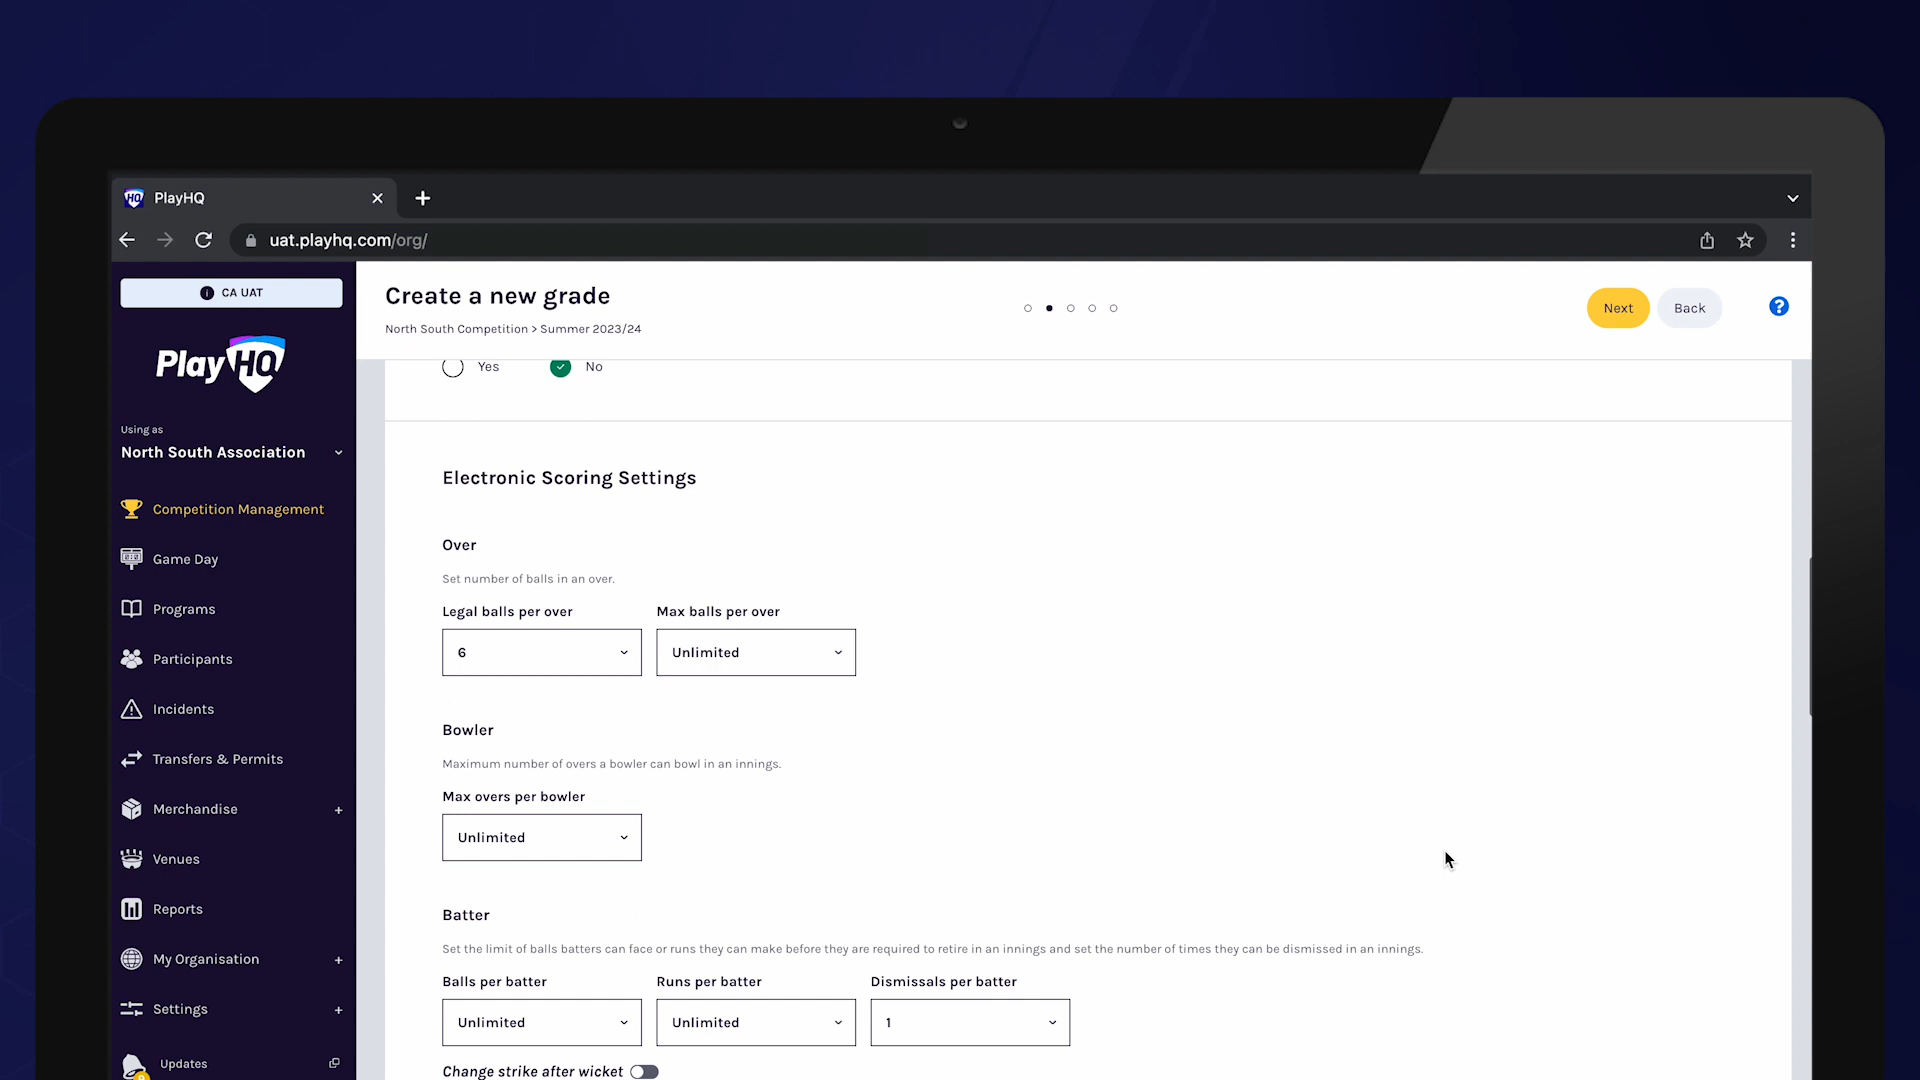 PlayHQ
uat.playhq.com/org/
CA UAT
Play HQ
Using as
North South Association
Competition Management
Game Day
Programs
Participants
Incidents
Transfers & Permits
Merchandise
Venues
Reports
My Organisation
Settings
Updates
Create a new grade
North South Competition > Summer 2023/24
Next
Back
Yes
No
Electronic Scoring Settings
Over
Set number of balls in an over.
Legal balls per over
Max balls per over
6
Unlimited
Bowler
Maximum number of overs a bowler can bowl in an innings.
Max overs per bowler
Unlimited
Batter
Set the limit of balls batters can face or runs they can make before they are required to retire in an innings and set the number of times they can be dismissed in an innings.
Balls per batter
Runs per batter
Dismissals per batter
Unlimited
Unlimited
1
Change strike after wicket